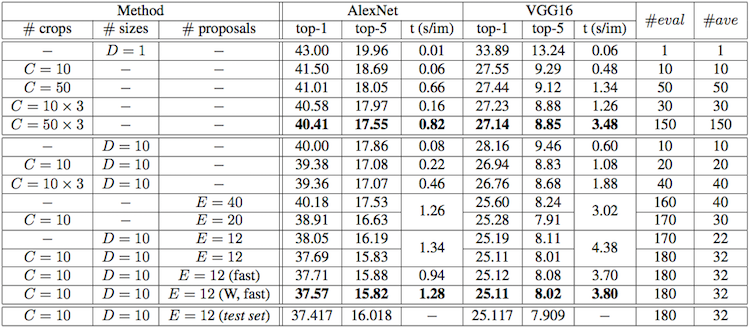 Method AlexNet VGG16 #eval #ave
# crops # sizes # proposals top-1 top-5 t (s/im) top-1 top-5 t (s/im)
– D = 1 – 43.00 19.96 0.01 33.89 13.24 0.06 1 1
C = 10 – – 41.50 18.69 0.06 27.55 9.29 0.48 10 10
C = 50 – – 41.01 18.05 0.66 27.44 9.12 1.34 50 50
C = 10 × 3 – – 40.58 17.97 0.16 27.23 8.88 1.26 30 30
C = 50 × 3 – – 40.41 17.55 0.82 27.14 8.85 3.48 150 150
– D = 10 – 40.00 17.86 0.08 28.16 9.46 0.60 10 10
C = 10 D = 10 – 39.38 17.08 0.22 26.94 8.83 1.08 20 20
C = 10 × 3 D = 10 – 39.36 17.07 0.46 26.76 8.68 1.88 40 40
– – E = 40 40.18 17.53 1.26 25.60 8.24 3.02 160 40
C = 10 – E = 20 38.91 16.63 25.28 7.91 170 30
– D = 10 E = 12 38.05 16.19 1.34 25.19 8.11 4.38 170 22
C = 10 D = 10 E = 12 37.69 15.83 25.11 8.01 180 32
C = 10 D = 10 E = 12 (fast) 37.71 15.88 0.94 25.12 8.08 3.70 180 32
C = 10 D = 10 E = 12 (W, fast) 37.57 15.82 1.28 25.11 8.02 3.80 180 32
C = 10 D = 10 E = 12 (test set) 37.417 16.018 – 25.117 7.909 – 180 32